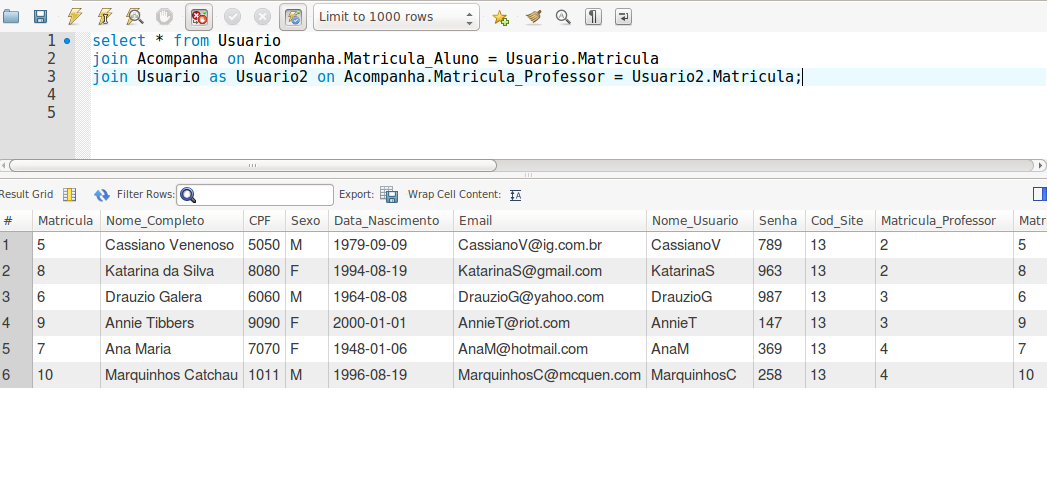 Limit to 1000 rows
1 select * from Usuario
2 join Acompanha on Acompanha.Matricula_Aluno = Usuario.Matricula
3 join Usuario as Usuario2 on Acompanha.Matricula_Professor = Usuario2.Matricula;
4
5
Result Grid Filter Rows: Export: Wrap Cell Content:
# Matricula Nome_Completo CPF Sexo Data_Nascimento Email Nome_Usuario Senha Cod_Site Matricula_Professor Matr
1 5 Cassiano Venenoso 5050 M 1979-09-09 CassianoV@ig.com.br CassianoV 789 13 2 5
2 8 Katarina da Silva 8080 F 1994-08-19 KatarinaS@gmail.com KatarinaS 963 13 2 8
3 6 Drauzio Galera 6060 M 1964-08-08 DrauzioG@yahoo.com DrauzioG 987 13 3 6
4 9 Annie Tibbers 9090 F 2000-01-01 AnnieT@riot.com AnnieT 147 13 3 9
5 7 Ana Maria 7070 F 1948-01-06 AnaM@hotmail.com AnaM 369 13 4 7
6 10 Marquinhos Catchau 1011 M 1996-08-19 MarquinhosC@mcquen.com MarquinhosC 258 13 4 10